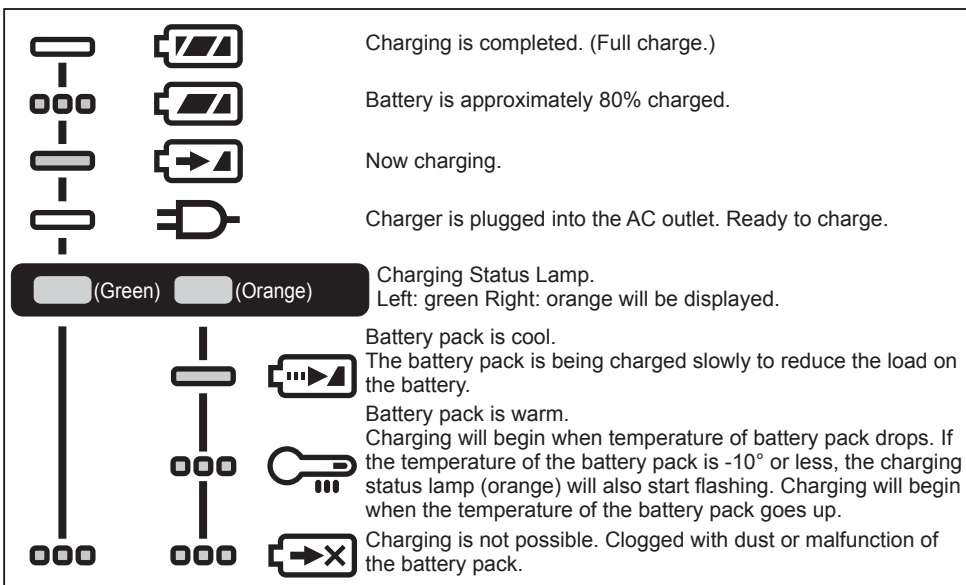 Charging is completed. (Full charge.)
Battery is approximately 80% charged.
Now charging.
Charger is plugged into the AC outlet. Ready to charge.
(Green) (Orange)
Charging Status Lamp.
Left: green Right: orange will be displayed.
Battery pack is cool.
The battery pack is being charged slowly to reduce the load on
the battery.
Battery pack is warm.
Charging will begin when temperature of battery pack drops. If
the temperature of the battery pack is -10° or less, the charging
status lamp (orange) will also start flashing. Charging will begin
when the temperature of the battery pack goes up.
Charging is not possible. Clogged with dust or malfunction of
the battery pack.